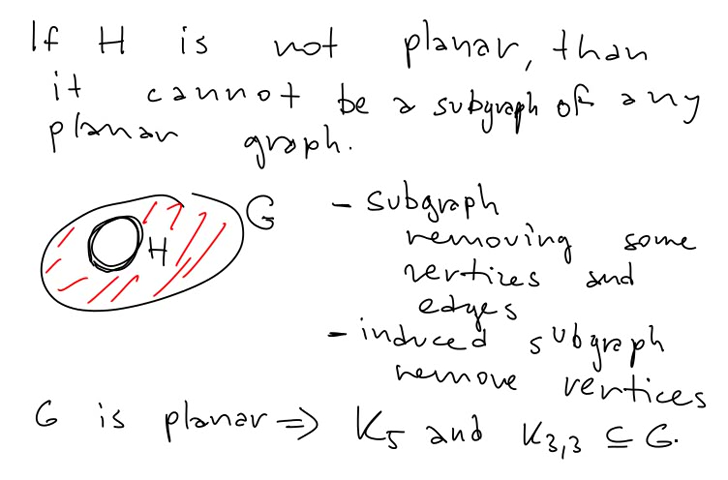 If H is not planar, than
it cannot be a subgraph of any
planar graph.
G
H
- subgraph
removing some
vertices and
edges
- induced subgraph
remove vertices
G is planar ⇒ K₅ and K₃,₃ ⊆ G.